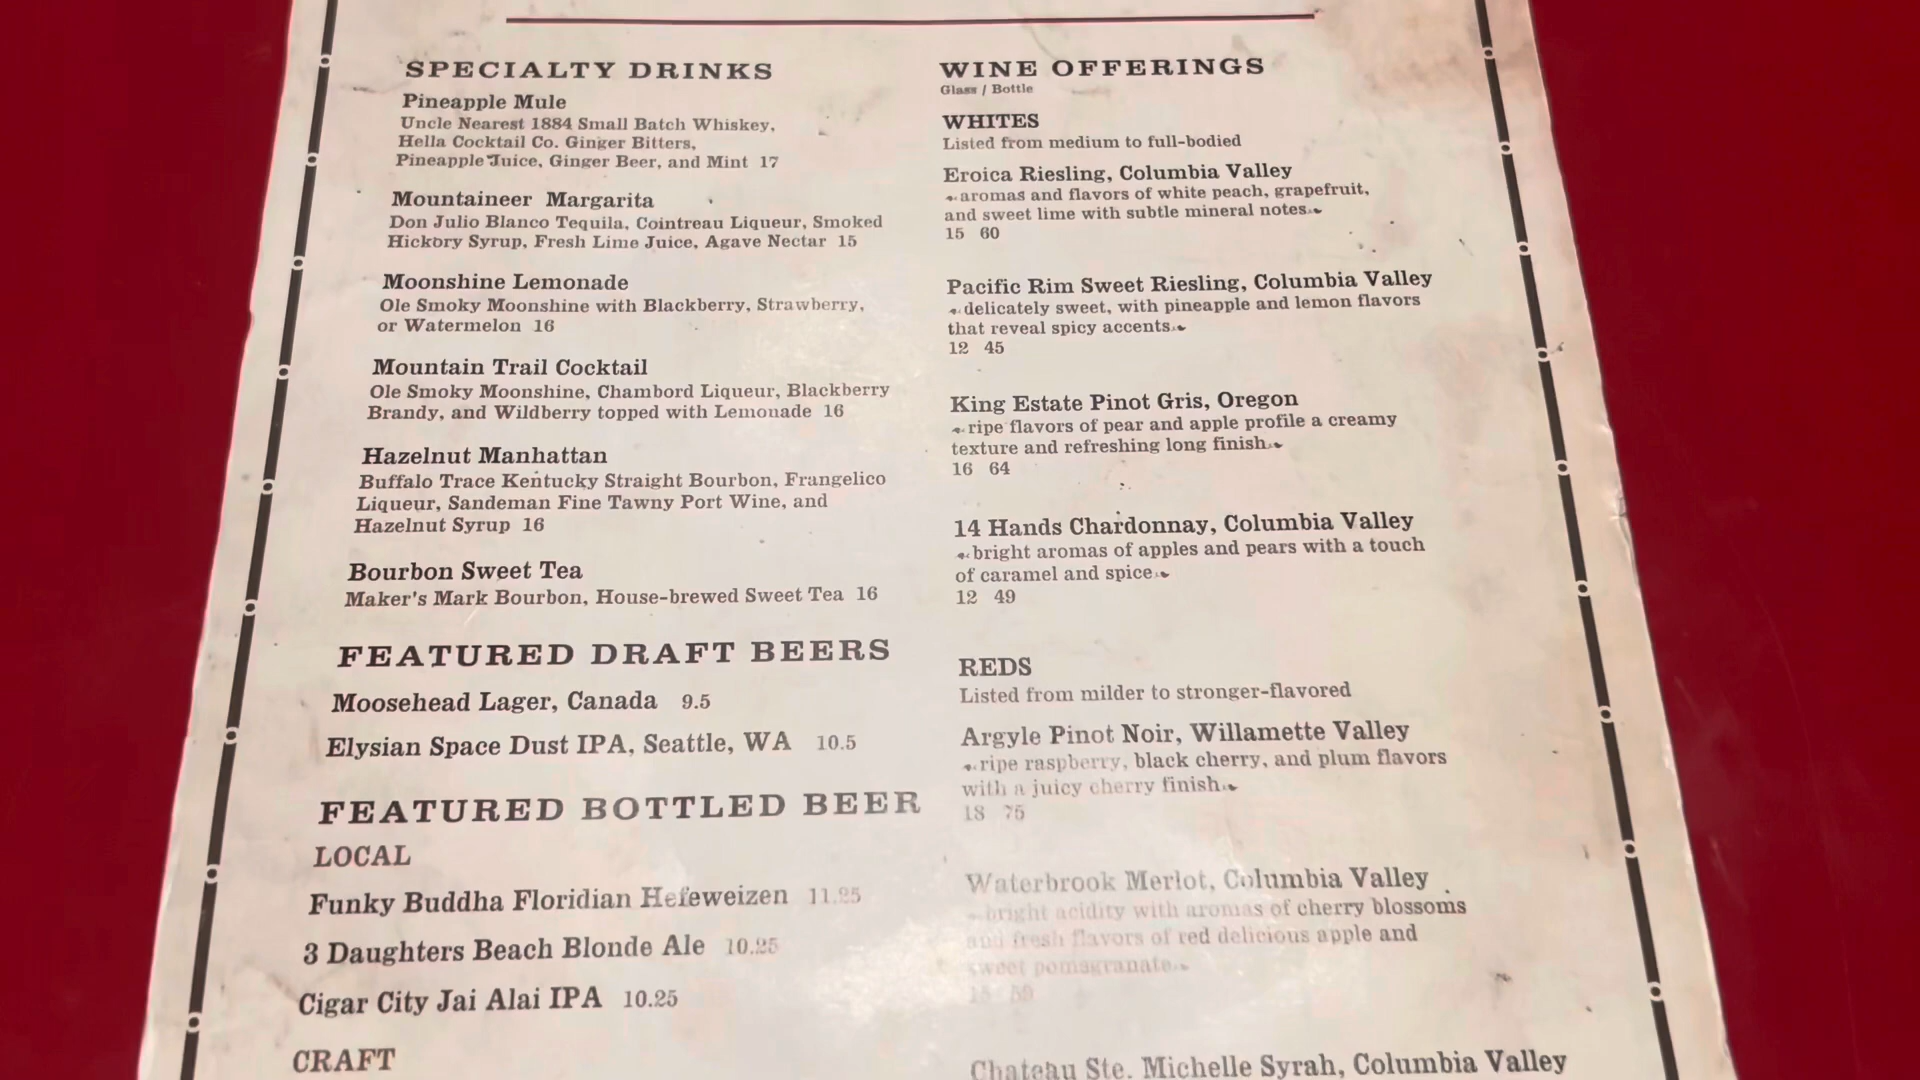 SPECIALTY DRINKS
Pineapple Mule
Uncle Nearest 1884 Small Batch Whiskey,
Hella Cocktail Co. Ginger Bitters,
Pineapple Juice, Ginger Beer, and Mint 17
Mountaineer Margarita
Don Julio Blanco Tequila, Cointreau Liqueur, Smoked
Hickory Syrup, Fresh Lime Juice, Agave Nectar 15
Moonshine Lemonade
Ole Smoky Moonshine with Blackberry, Strawberry,
or Watermelon 16
Mountain Trail Cocktail
Ole Smoky Moonshine, Chambord Liqueur, Blackberry
Brandy, and Wildberry topped with Lemonade 16
Hazelnut Manhattan
Buffalo Trace Kentucky Straight Bourbon, Frangelico
Liqueur, Sandeman Fine Tawny Port Wine, and
Hazelnut Syrup 16
Bourbon Sweet Tea
Maker's Mark Bourbon, House-brewed Sweet Tea 16
FEATURED DRAFT BEERS
Moosehead Lager, Canada 9.5
Elysian Space Dust IPA, Seattle, WA 10.5
FEATURED BOTTLED BEER
LOCAL
Funky Buddha Floridian Hefeweizen 11.25
3 Daughters Beach Blonde Ale 10.25
Cigar City Jai Alai IPA 10.25
CRAFT
WINE OFFERINGS
Glass / Bottle
WHITES
Listed from medium to full-bodied
Eroica Riesling, Columbia Valley
aromas and flavors of white peach, grapefruit,
and sweet lime with subtle mineral notes
15 60
Pacific Rim Sweet Riesling, Columbia Valley
delicately sweet, with pineapple and lemon flavors
that reveal spicy accents
12 45
King Estate Pinot Gris, Oregon
ripe flavors of pear and apple profile a creamy
texture and refreshing long finish
16 64
14 Hands Chardonnay, Columbia Valley
bright aromas of apples and pears with a touch
of caramel and spice
12 49
REDS
Listed from milder to stronger-flavored
Argyle Pinot Noir, Willamette Valley
ripe raspberry, black cherry, and plum flavors
with a juicy cherry finish
18 75
Waterbrook Merlot, Columbia Valley
bright acidity with aromas of cherry blossoms
and fresh flavors of red delicious apple and
sweet pomagranate
Chateau Ste. Michelle Syrah, Columbia Valley